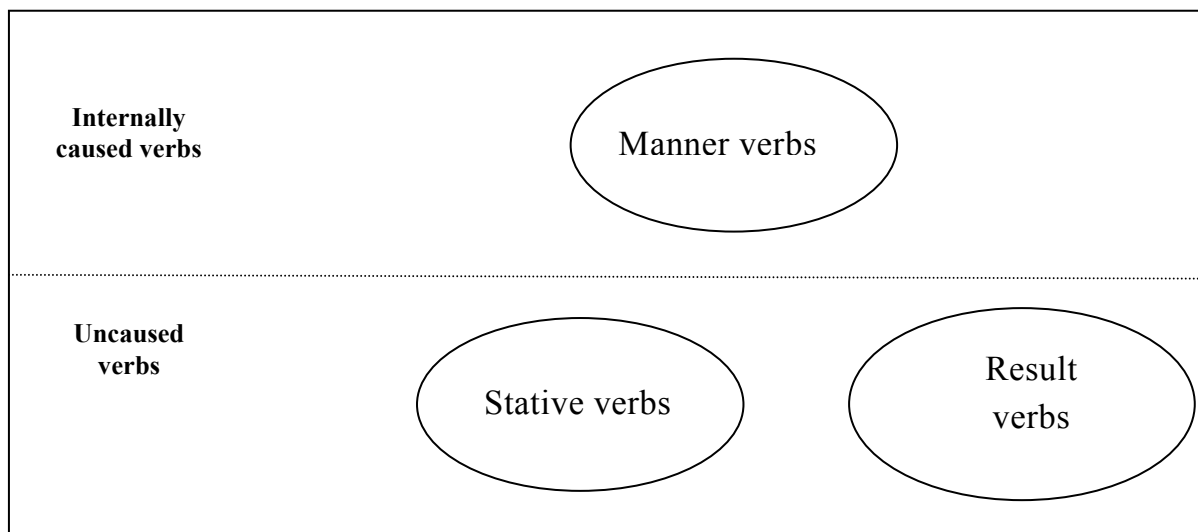 Internally
caused verbs
Manner verbs
Uncaused
verbs
Stative verbs
Result
verbs